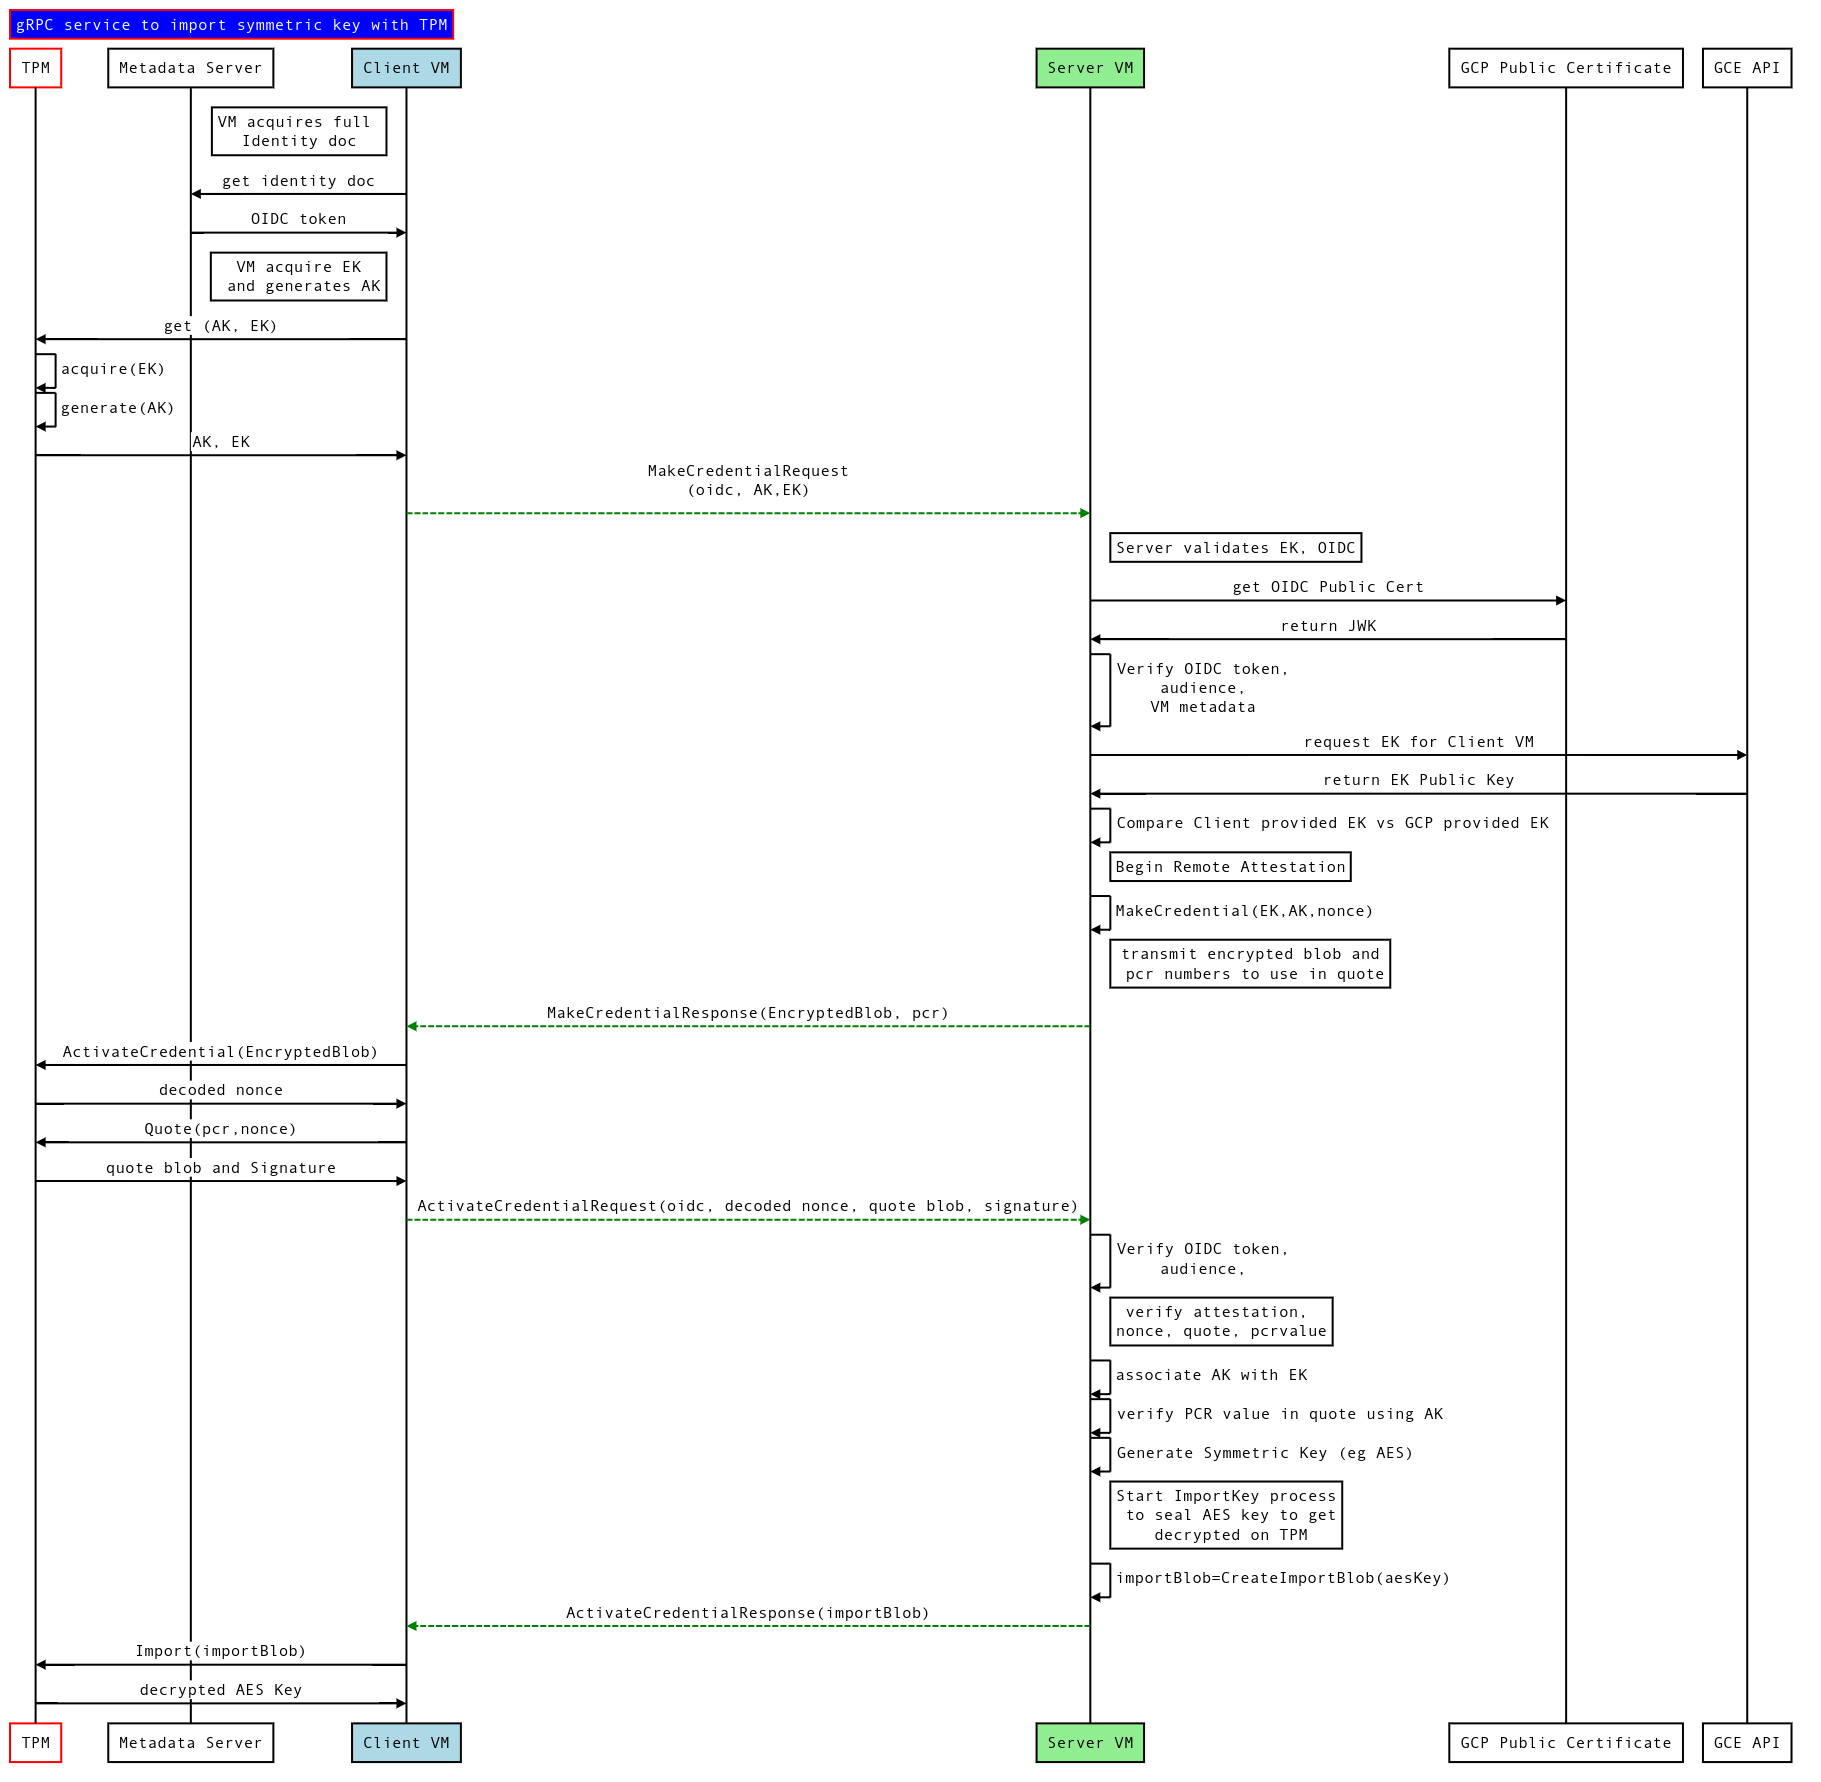 gRPC service to import symmetric key with TPM
TPM
Metadata Server
Client VM
Server VM
GCP Public Certificate
GCE API
VM acquires full
Identity doc
get identity doc
OIDC token
VM acquire EK
and generates AK
get (AK, EK)
acquire(EK)
generate(AK)
AK, EK
MakeCredentialRequest
(oidc, AK,EK)
Server validates EK, OIDC
get OIDC Public Cert
return JWK
Verify OIDC token,
audience,
VM metadata
request EK for Client VM
return EK Public Key
Compare Client provided EK vs GCP provided EK
Begin Remote Attestation
MakeCredential(EK,AK,nonce)
transmit encrypted blob and
pcr numbers to use in quote
MakeCredentialResponse(EncryptedBlob, pcr)
ActivateCredential(EncryptedBlob)
decoded nonce
Quote(pcr,nonce)
quote blob and Signature
ActivateCredentialRequest(oidc, decoded nonce, quote blob, signature)
Verify OIDC token,
audience,
verify attestation,
nonce, quote, pcrvalue
associate AK with EK
verify PCR value in quote using AK
Generate Symmetric Key (eg AES)
Start ImportKey process
to seal AES key to get
decrypted on TPM
importBlob=CreateImportBlob(aesKey)
ActivateCredentialResponse(importBlob)
Import(importBlob)
decrypted AES Key
TPM
Metadata Server
Client VM
Server VM
GCP Public Certificate
GCE API